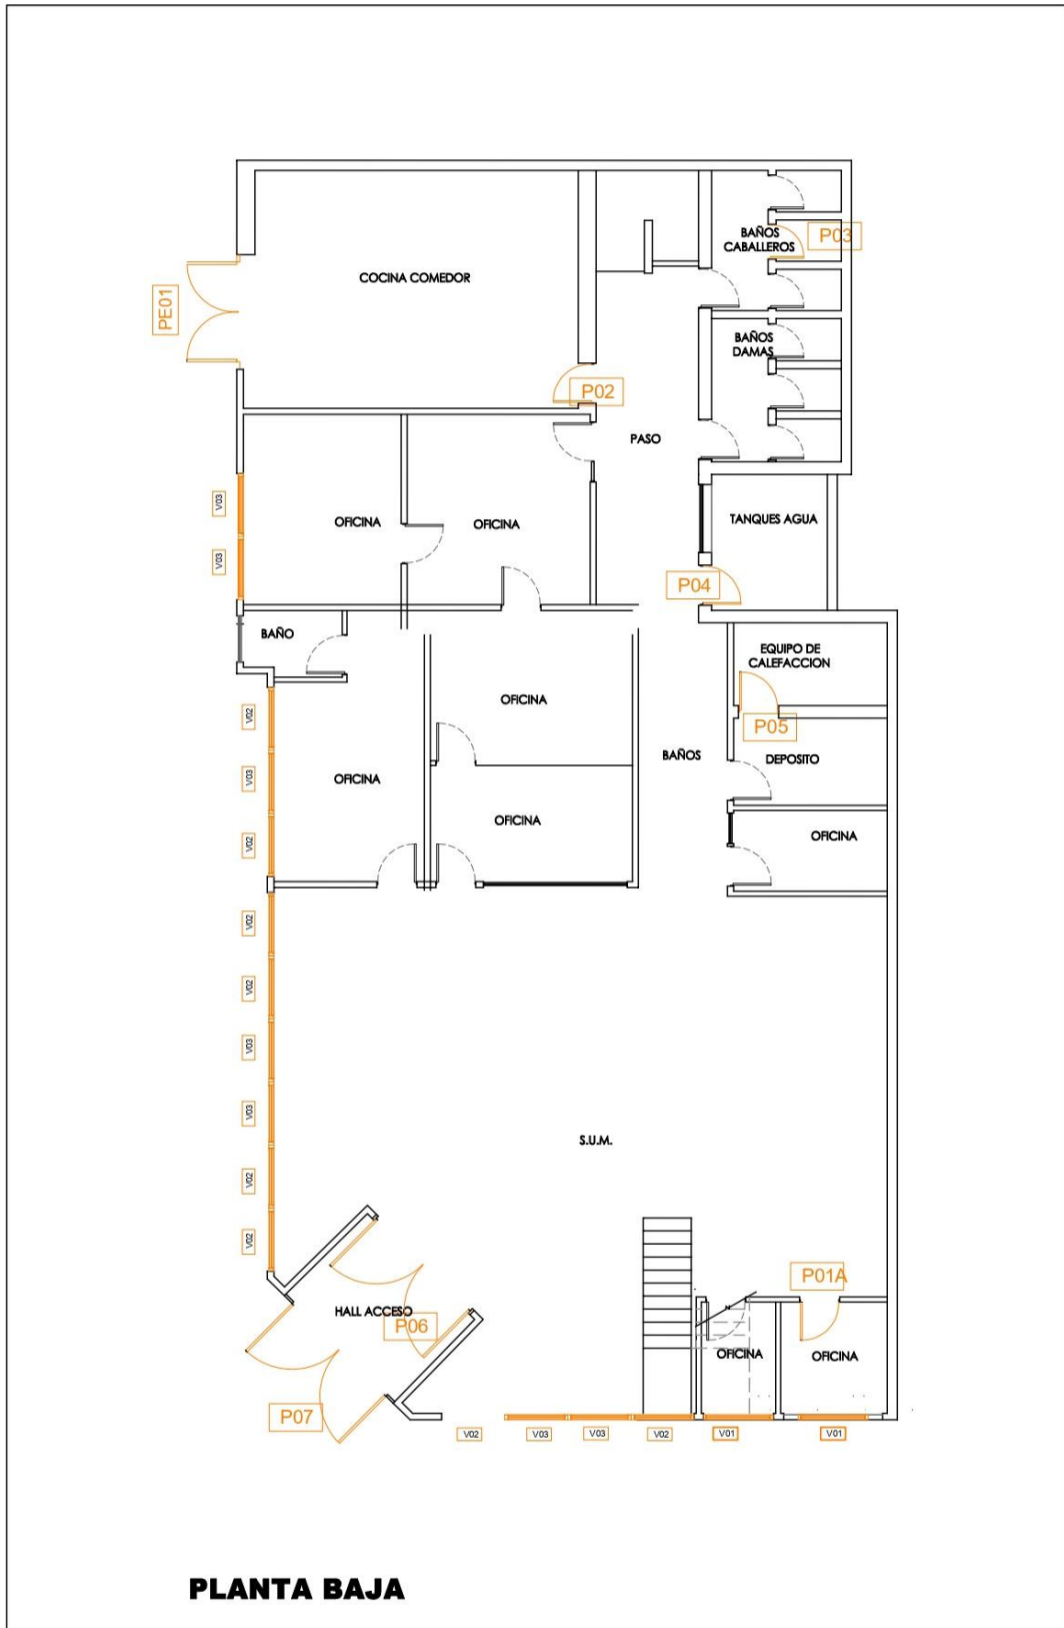 BAÑOS
CABALLEROS
P03
COCINA COMEDOR
PE01
BAÑOS
DAMAS
P02
PASO
V03
OFICINA
OFICINA
TANQUES AGUA
V03
P04
BAÑO
EQUIPO DE
CALEFACCION
OFICINA
V02
P05
BAÑOS
DEPOSITO
V03
OFICINA
OFICINA
OFICINA
V02
V02
V02
V03
V03
S.U.M.
V02
V02
P01A
HALL ACCESO
P06
OFICINA
OFICINA
P07
V02
V03
V03
V02
V01
V01
PLANTA BAJA